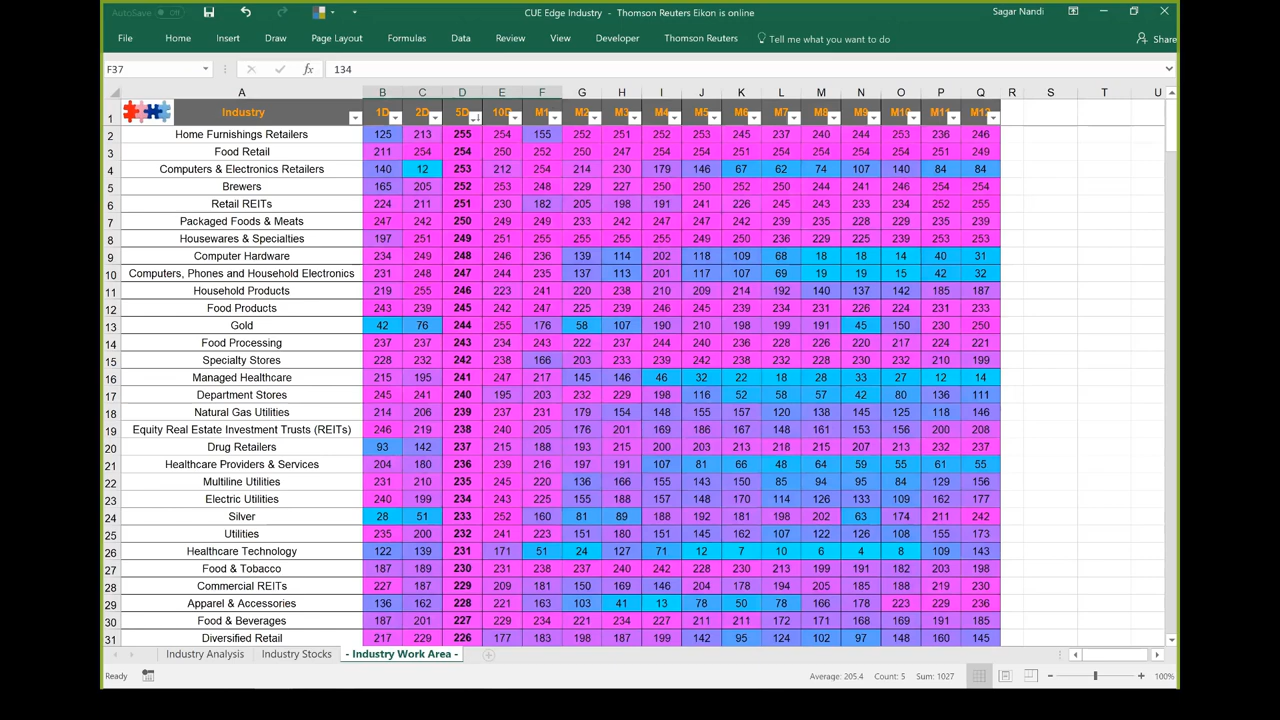 AutoSave Off CUE Edge Industry - Thomson Reuters Eikon is online Sagar Nandi
File Home Insert Draw Page Layout Formulas Data Review View Developer Thomson Reuters Tell me what you want to do Share
F37 fx 134
A B C D E F G H I J K L M N O P Q R S T U
1 Industry 1D 2D 5D 10D M1 M2 M3 M4 M5 M6 M7 M8 M9 M10 M11 M12
2 Home Furnishings Retailers 125 213 255 254 155 252 251 252 253 245 237 240 244 253 236 246
3 Food Retail 211 254 254 250 252 250 247 251 254 254 254 254 254 254 251 249
4 Computers & Electronics Retailers 140 12 253 212 254 214 230 179 146 67 62 74 107 140 84 84
5 Brewers 165 205 252 253 248 229 227 250 250 252 250 244 241 246 254 254
6 Retail REITs 224 211 251 230 182 205 198 191 241 226 245 243 233 234 252 255
7 Packaged Foods & Meats 247 242 250 249 249 233 242 247 247 242 239 235 228 229 235 239
8 Housewares & Specialties 197 251 249 251 255 255 255 255 249 250 236 229 225 239 253 253
9 Computer Hardware 234 249 248 246 236 139 114 202 118 109 68 18 18 14 40 31
10 Computers, Phones and Household Electronics 231 248 247 244 235 137 113 201 117 107 69 19 19 15 42 32
11 Household Products 219 255 246 223 241 220 238 210 209 214 192 140 137 142 185 187
12 Food Products 243 239 245 242 247 225 239 246 245 239 234 231 226 224 231 233
13 Gold 42 76 244 255 176 58 107 190 210 198 199 191 45 150 230 250
14 Food Processing 237 237 243 234 243 222 237 244 240 236 228 226 220 217 224 221
15 Specialty Stores 228 232 242 238 166 203 233 239 242 238 232 228 230 232 210 199
16 Managed Healthcare 215 195 241 247 217 145 146 46 32 22 18 28 33 27 12 14
17 Department Stores 245 241 240 195 203 232 229 198 116 52 58 57 42 80 136 111
18 Natural Gas Utilities 214 206 239 237 231 179 154 148 155 157 120 138 145 125 118 146
19 Equity Real Estate Investment Trusts (REITs) 246 219 238 240 205 176 201 169 186 167 148 161 153 156 200 208
20 Drug Retailers 93 142 237 215 188 193 215 200 203 213 218 215 207 213 232 237
21 Healthcare Providers & Services 204 180 236 239 216 197 191 107 81 66 48 64 59 55 61 55
22 Multiline Utilities 231 210 235 245 220 136 166 155 143 150 85 94 95 84 129 156
23 Electric Utilities 240 199 234 243 225 155 188 157 148 170 114 126 133 109 162 177
24 Silver 28 51 233 252 160 81 89 188 192 181 198 202 63 174 211 242
25 Utilities 235 200 232 241 223 151 180 151 145 162 107 122 126 108 155 173
26 Healthcare Technology 122 139 231 171 51 24 127 71 12 7 10 6 4 8 109 143
27 Food & Tobacco 187 189 230 231 238 237 240 242 228 230 213 199 191 182 203 198
28 Commercial REITs 227 187 229 209 181 150 169 146 204 178 194 205 185 188 219 230
29 Apparel & Accessories 136 162 228 221 163 103 41 13 78 50 78 166 178 223 229 236
30 Food & Beverages 187 201 227 229 234 221 234 227 211 211 172 171 168 169 191 185
31 Diversified Retail 217 229 226 177 183 198 187 199 142 95 124 102 97 148 160 145
Industry Analysis Industry Stocks - Industry Work Area -
Ready Average: 205.4 Count: 5 Sum: 1027 100%